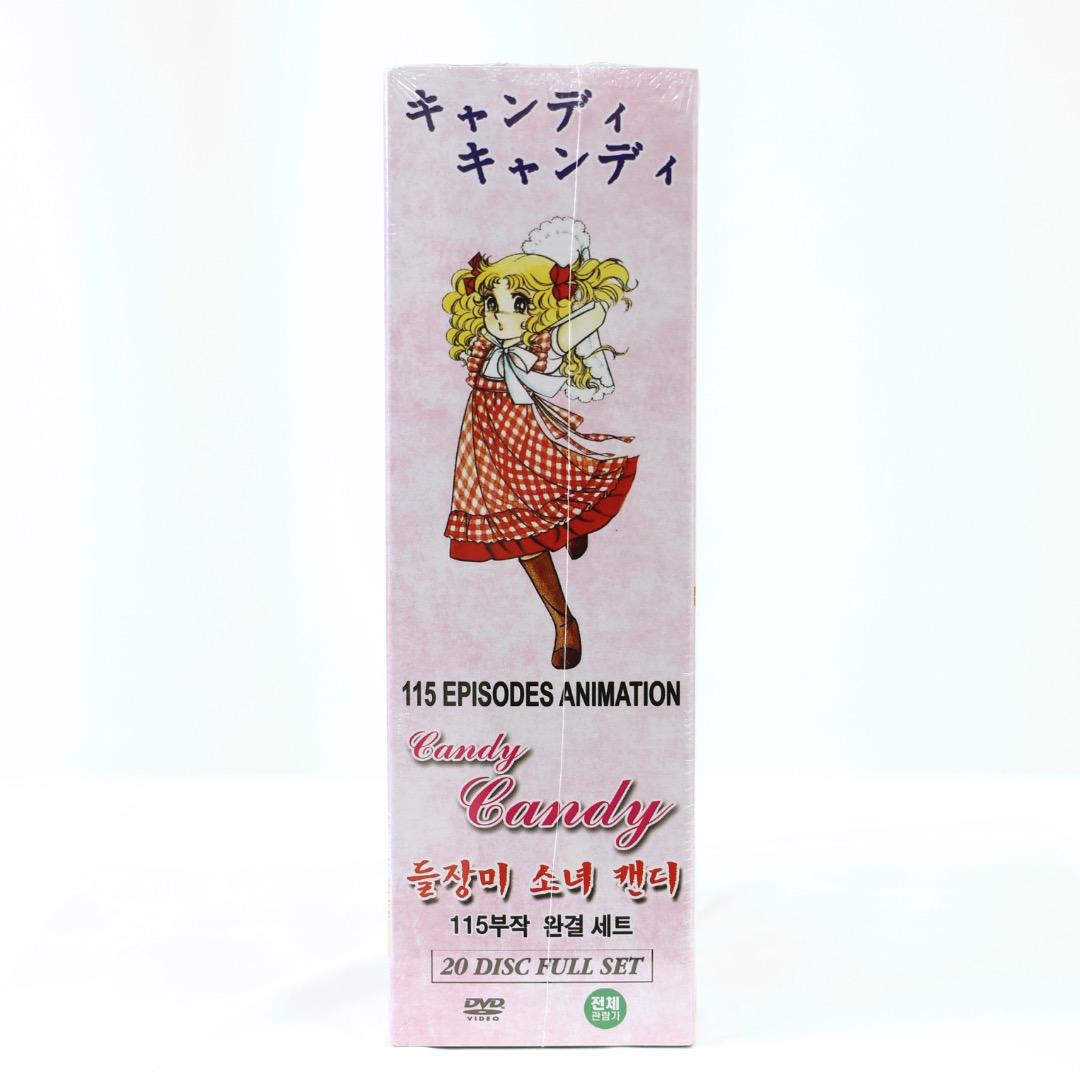 キャンディ
キャンディ
115 EPISODES ANIMATION
Candy
Candy
들장미 소녀 캔디
115부작 완결 세트
20 DISC FULL SET
DVD
VIDEO
전체
관람가